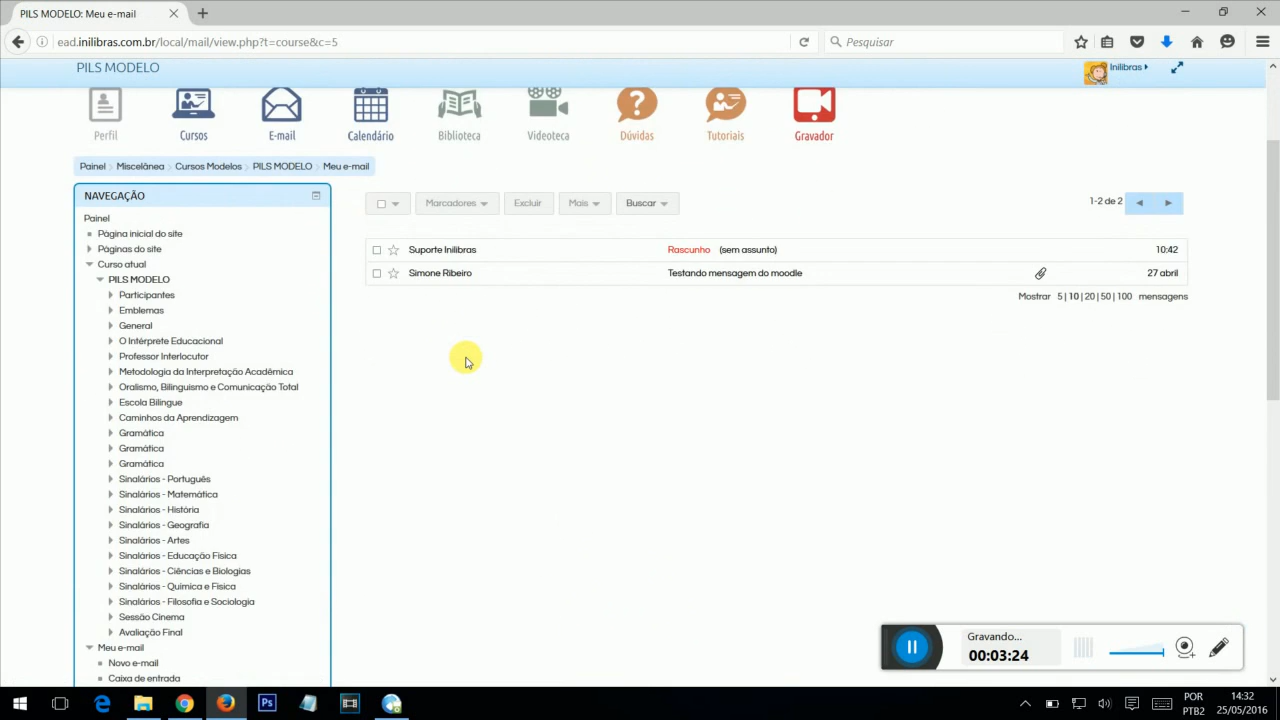 PILS MODELO: Meu e-mail
ead.inilibras.com.br/local/mail/view.php?t=course&c=5
Pesquisar
PILS MODELO
Inilibras
Perfil Cursos E-mail Calendário Biblioteca Videoteca Dúvidas Tutoriais Gravador
Painel Miscelânea Cursos Modelos PILS MODELO Meu e-mail
NAVEGAÇÃO
Painel
Página inicial do site
Páginas do site
Curso atual
PILS MODELO
Participantes
Emblemas
General
O Intérprete Educacional
Professor Interlocutor
Metodologia da Interpretação Acadêmica
Oralismo, Bilinguismo e Comunicação Total
Escola Bilíngue
Caminhos da Aprendizagem
Gramática
Gramática
Gramática
Sinalários - Português
Sinalários - Matemática
Sinalários - História
Sinalários - Geografia
Sinalários - Artes
Sinalários - Educação Física
Sinalários - Ciências e Biologias
Sinalários - Química e Física
Sinalários - Filosofia e Sociologia
Sessão Cinema
Avaliação Final
Meu e-mail
Novo e-mail
Caixa de entrada
Marcadores Excluir Mais Buscar
1-2 de 2
Suporte Inilibras Rascunho (sem assunto) 10:42
Simone Ribeiro Testando mensagem do moodle 27 abril
Mostrar 5 | 10 | 20 | 50 | 100 mensagens
Gravando...
00:03:24
Ps
POR
PTB2
14:32
25/05/2016